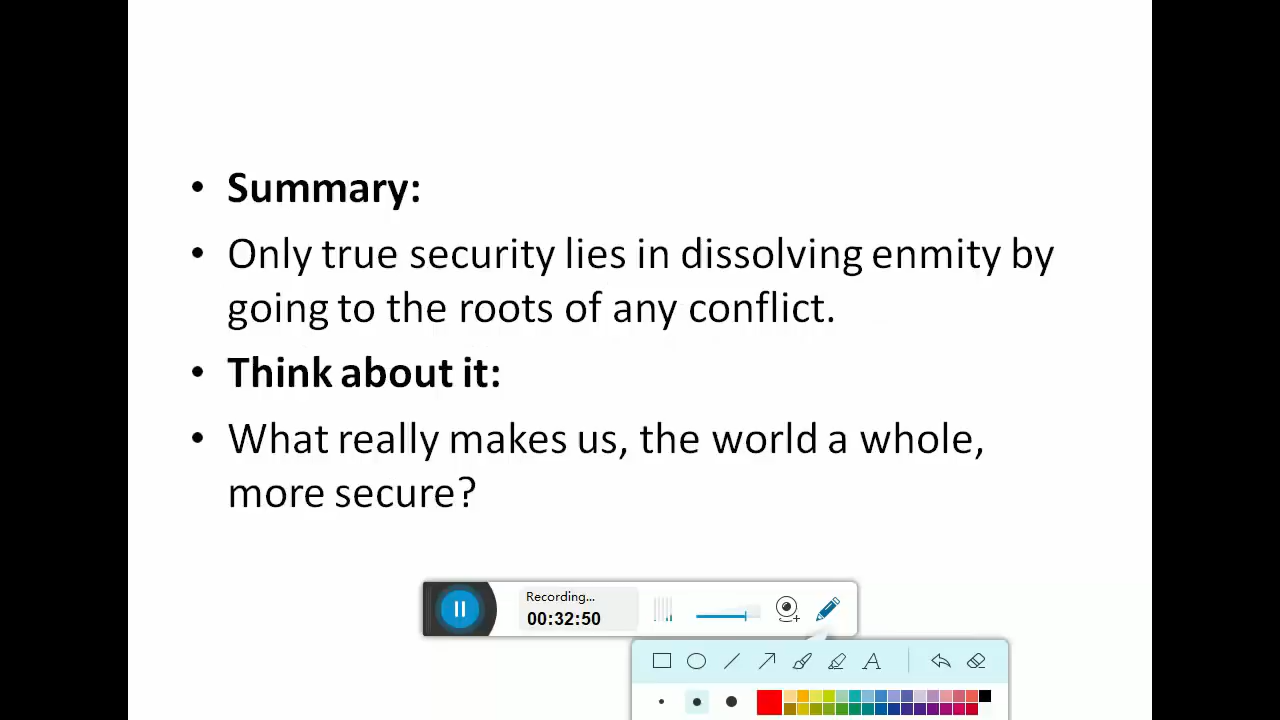 • Summary:
• Only true security lies in dissolving enmity by
going to the roots of any conflict.
• Think about it:
• What really makes us, the world a whole,
more secure?
Recording...
00:32:50
A